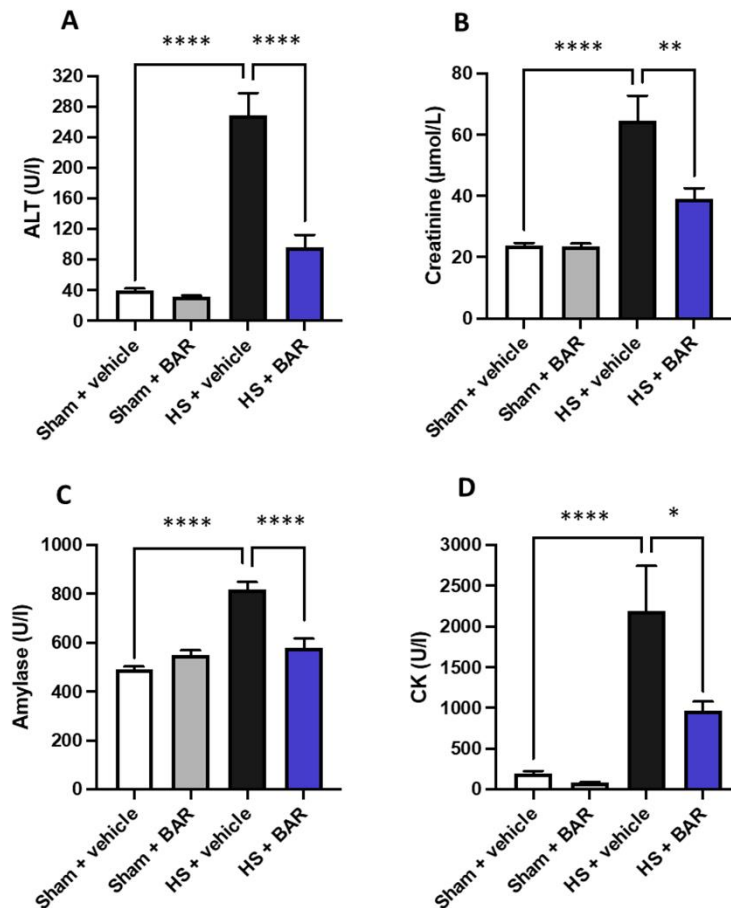 A
**** ****
ALT (U/l)
320
280
240
200
160
120
80
40
0
Sham + vehicle
Sham + BAR
HS + vehicle
HS + BAR
B
**** **
Creatinine (µmol/L)
80
60
40
20
0
Sham + vehicle
Sham + BAR
HS + vehicle
HS + BAR
C
**** ****
Amylase (U/l)
1000
800
600
400
200
0
Sham + vehicle
Sham + BAR
HS + vehicle
HS + BAR
D
**** *
CK (U/l)
3000
2500
2000
1500
1000
500
0
Sham + vehicle
Sham + BAR
HS + vehicle
HS + BAR